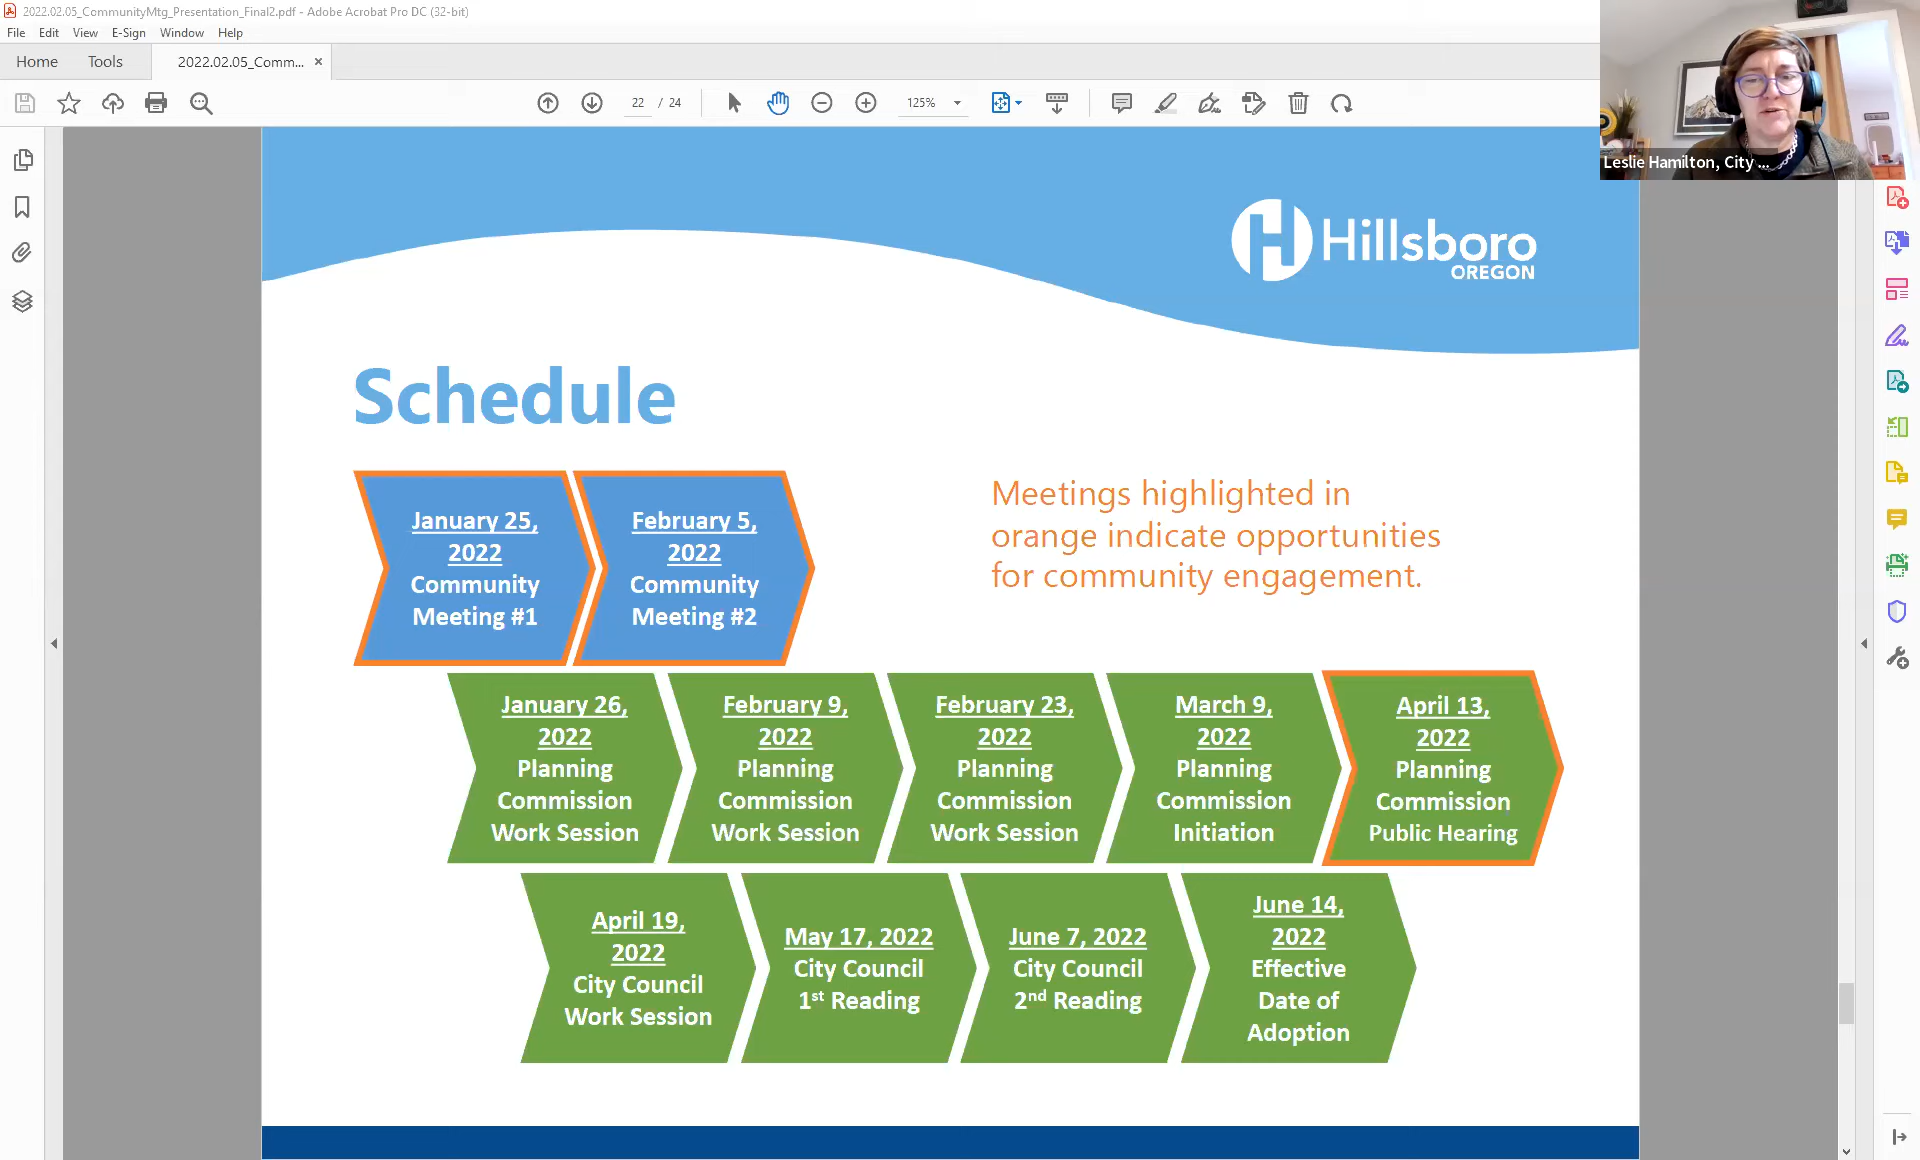 2022.02.05_CommunityMtg_Presentation_Final2.pdf - Adobe Acrobat Pro DC (32-bit)
File Edit View E-Sign Window Help
Home Tools 2022.02.05_Comm... ×
22 / 24 125%
Leslie Hamilton, City ...
Hillsboro
OREGON
Schedule
Meetings highlighted in
orange indicate opportunities
for community engagement.
January 25,
2022
Community
Meeting #1
February 5,
2022
Community
Meeting #2
January 26,
2022
Planning
Commission
Work Session
February 9,
2022
Planning
Commission
Work Session
February 23,
2022
Planning
Commission
Work Session
March 9,
2022
Planning
Commission
Initiation
April 13,
2022
Planning
Commission
Public Hearing
April 19,
2022
City Council
Work Session
May 17, 2022
City Council
1st Reading
June 7, 2022
City Council
2nd Reading
June 14,
2022
Effective
Date of
Adoption